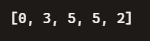 [0, 3, 5, 5, 2]